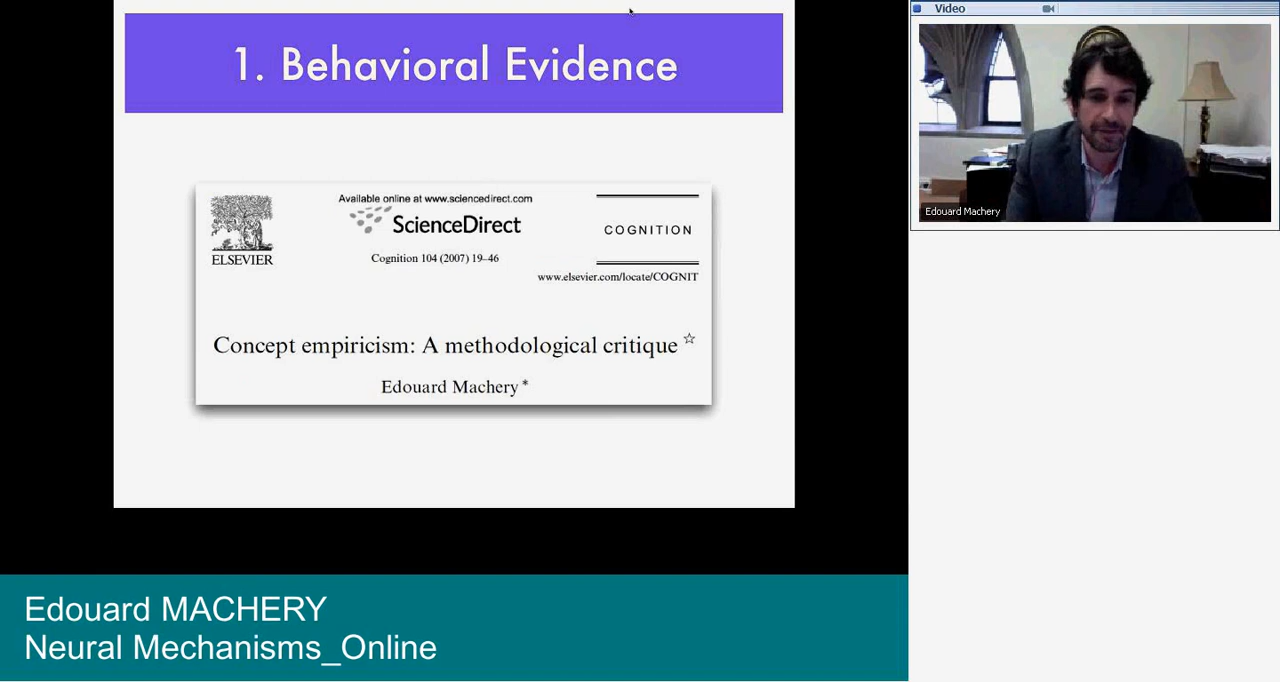 1. Behavioral Evidence
Available online at www.sciencedirect.com
ScienceDirect
COGNITION
ELSEVIER
Cognition 104 (2007) 19–46
www.elsevier.com/locate/COGNIT
Concept empiricism: A methodological critique ☆
Edouard Machery *
Edouard MACHERY
Neural Mechanisms_Online
Video
Edouard Machery